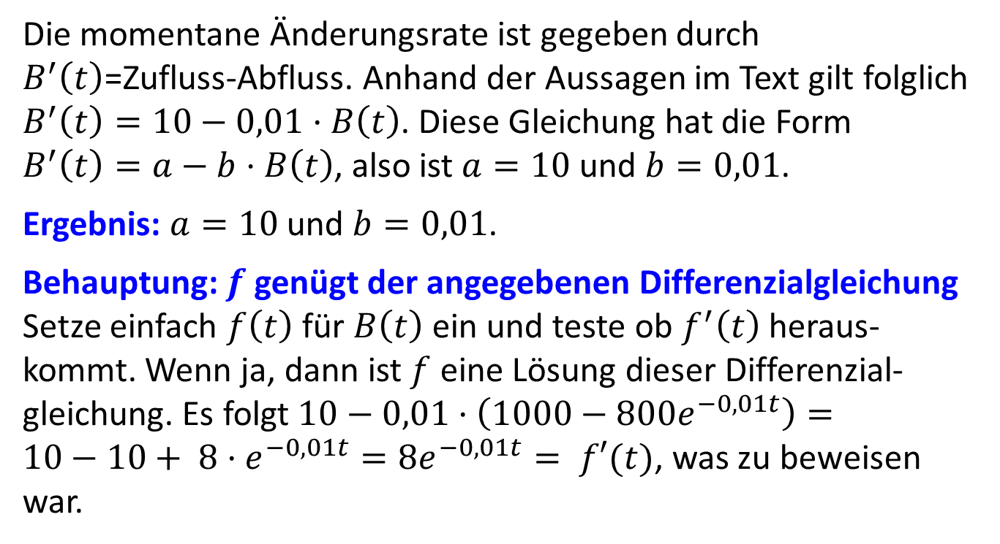 Die momentane Änderungsrate ist gegeben durch
B′(t)=Zufluss-Abfluss. Anhand der Aussagen im Text gilt folglich
B′(t) = 10 − 0,01 · B(t). Diese Gleichung hat die Form
B′(t) = a − b · B(t), also ist a = 10 und b = 0,01.
Ergebnis: a = 10 und b = 0,01.
Behauptung: f genügt der angegebenen Differenzialgleichung
Setze einfach f(t) für B(t) ein und teste ob f′(t) heraus-
kommt. Wenn ja, dann ist f eine Lösung dieser Differenzial-
gleichung. Es folgt 10 − 0,01 · (1000 − 800e^{−0,01t}) =
10 − 10 + 8 · e^{−0,01t} = 8e^{−0,01t} = f′(t), was zu beweisen
war.